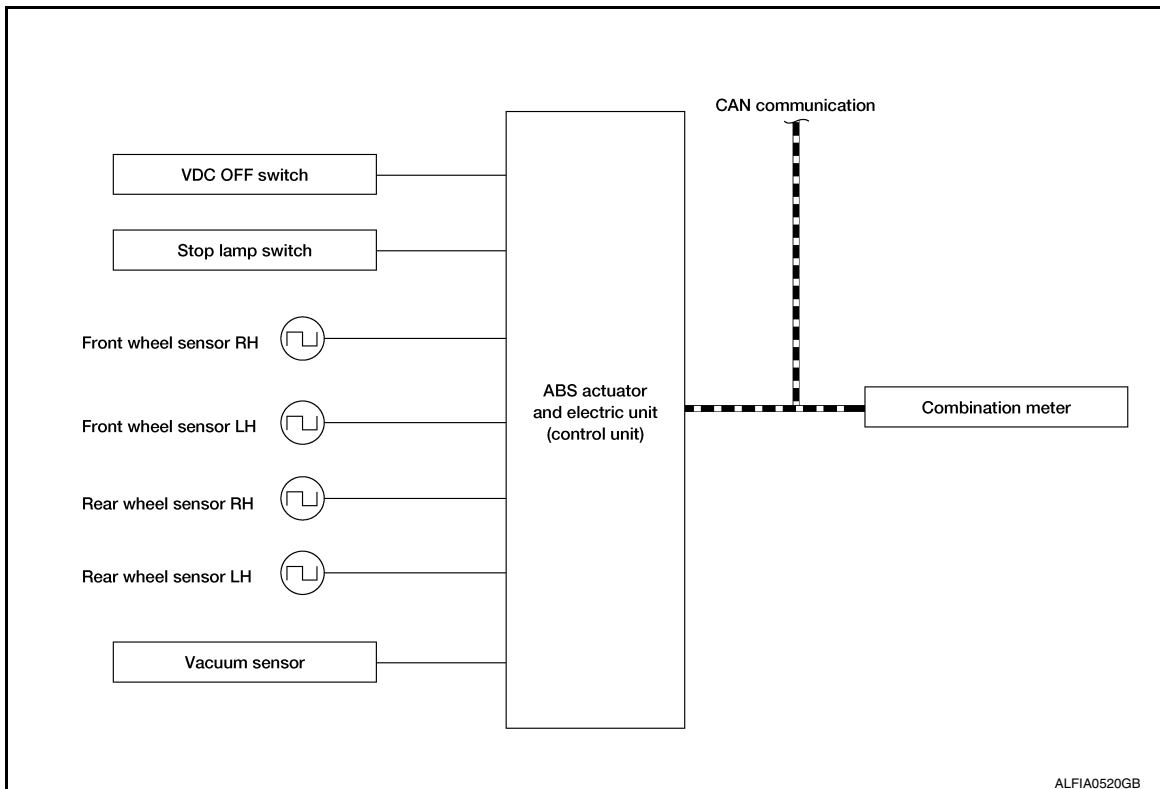 CAN communication
VDC OFF switch
Stop lamp switch
Front wheel sensor RH
Front wheel sensor LH
Rear wheel sensor RH
Rear wheel sensor LH
Vacuum sensor
ABS actuator
and electric unit
(control unit)
Combination meter
ALFIA0520GB